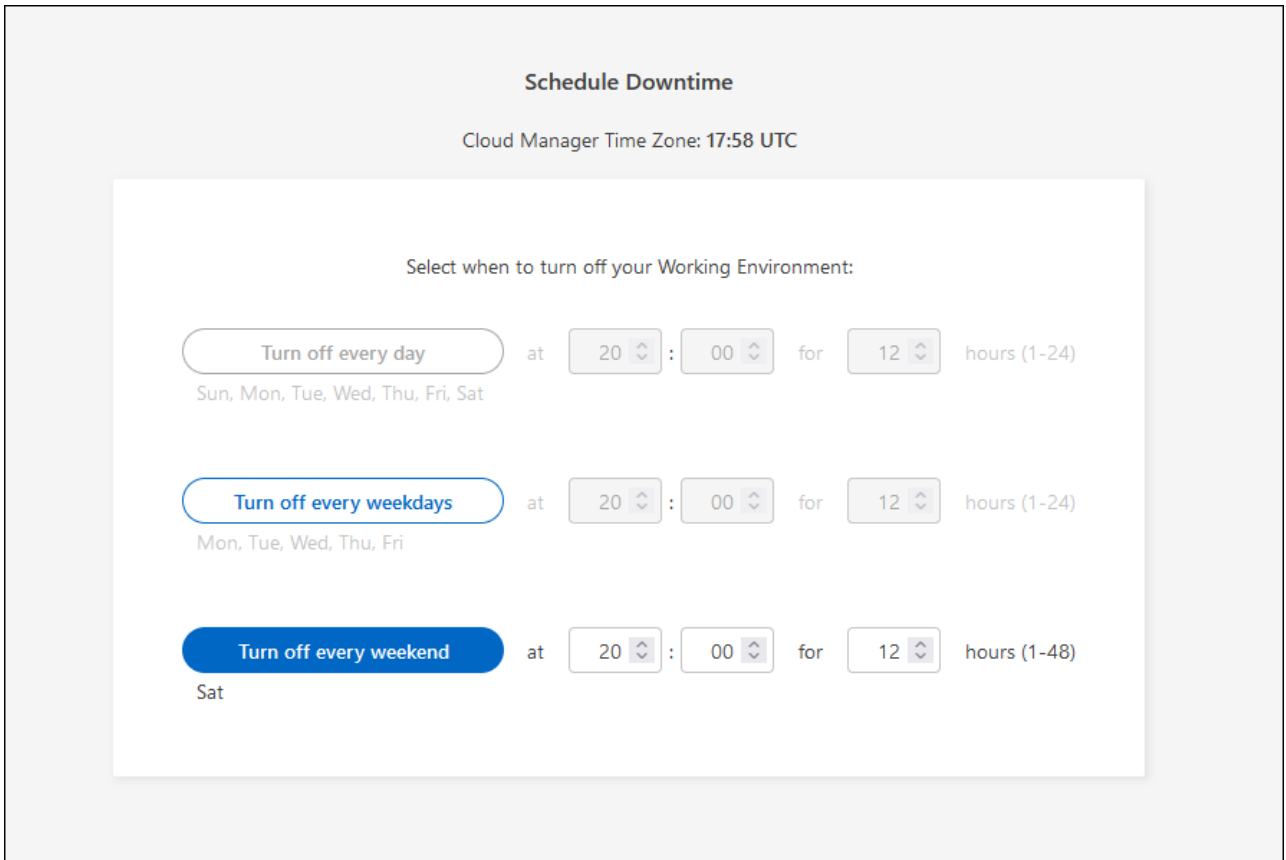 Schedule Downtime
Cloud Manager Time Zone: 17:58 UTC
Select when to turn off your Working Environment:
Turn off every day at 20 : 00 for 12 hours (1-24)
Sun, Mon, Tue, Wed, Thu, Fri, Sat
Turn off every weekdays at 20 : 00 for 12 hours (1-24)
Mon, Tue, Wed, Thu, Fri
Turn off every weekend at 20 : 00 for 12 hours (1-48)
Sat